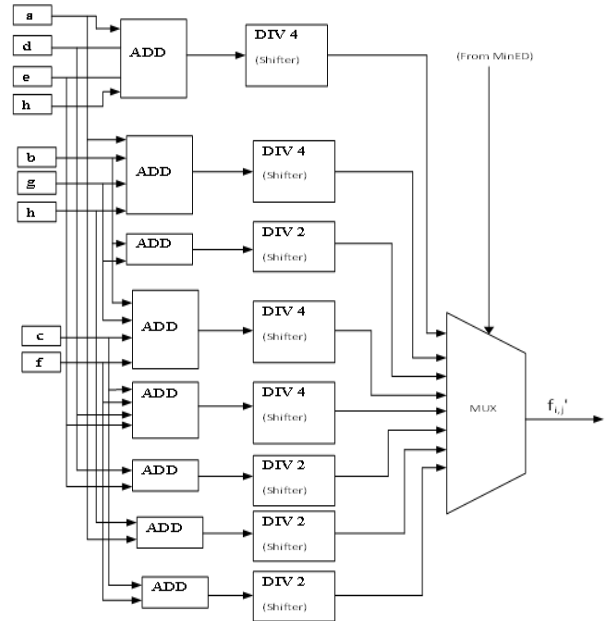 a
d
e
h
ADD
DIV 4
(Shifter)
(From MinED)
b
g
h
ADD
DIV 4
(Shifter)
ADD
DIV 2
(Shifter)
c
f
ADD
DIV 4
(Shifter)
ADD
DIV 4
(Shifter)
MUX
f i,j'
ADD
DIV 2
(Shifter)
ADD
DIV 2
(Shifter)
ADD
DIV 2
(Shifter)